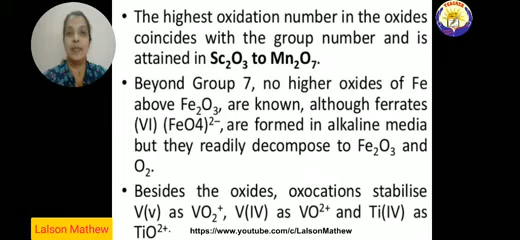 • The highest oxidation number in the oxides
coincides with the group number and is
attained in Sc₂O₃ to Mn₂O₇.
• Beyond Group 7, no higher oxides of Fe
above Fe₂O₃, are known, although ferrates
(VI) (FeO4)²⁻, are formed in alkaline media
but they readily decompose to Fe₂O₃ and
O₂.
• Besides the oxides, oxocations stabilise
V(v) as VO₂⁺, V(IV) as VO²⁺ and Ti(IV) as
TiO²⁺.
Lalson Mathew
https://www.youtube.com/c/LalsonMathew